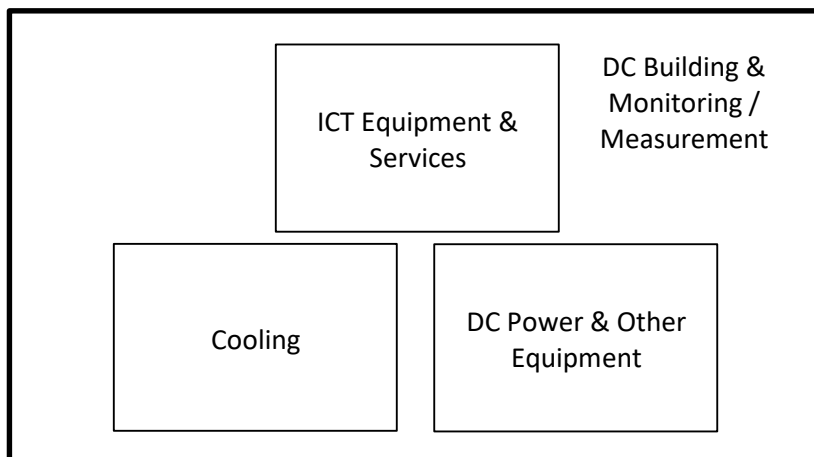 ICT Equipment &
Services
DC Building &
Monitoring /
Measurement
Cooling
DC Power & Other
Equipment